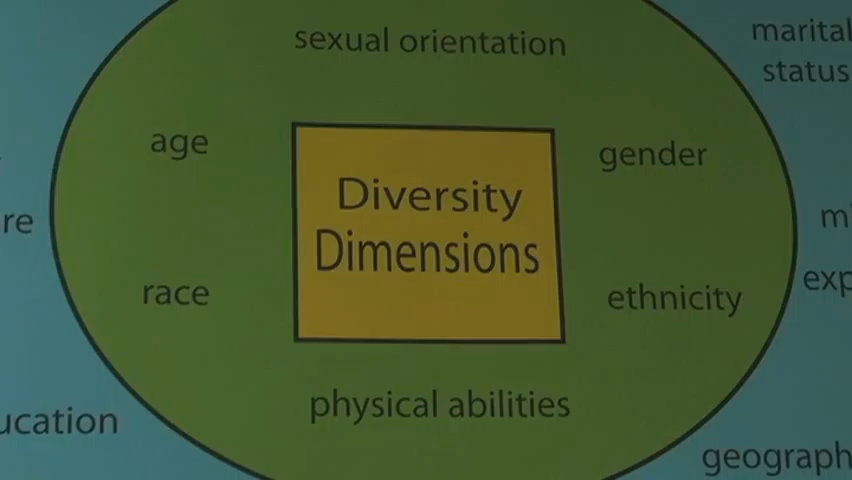 sexual orientation
marital
status
age
gender
Diversity
Dimensions
race
ethnicity
physical abilities